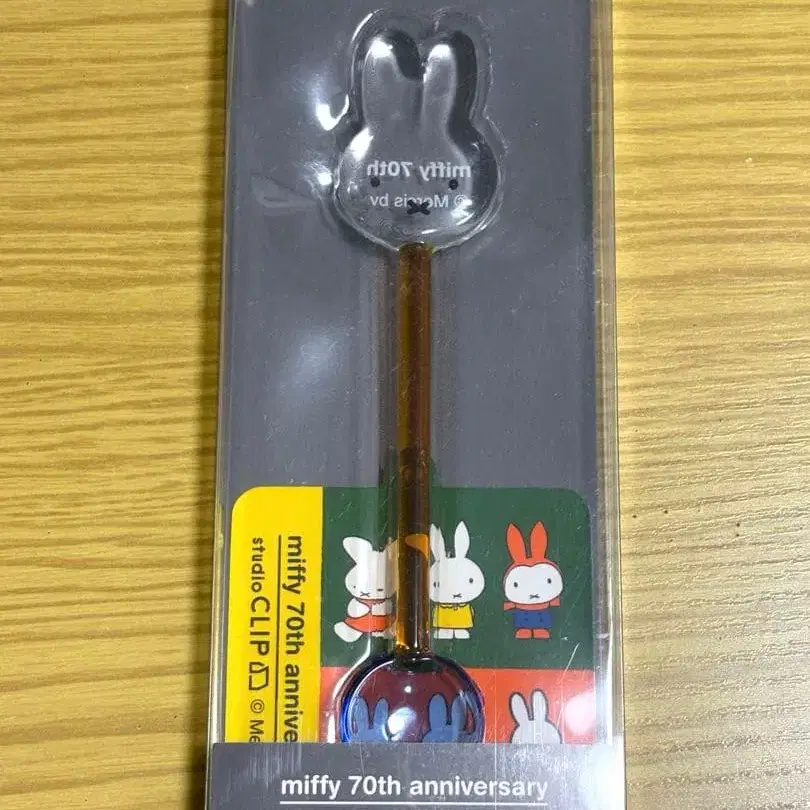 miffy 70th
© Mercis bv
miffy 70th annive
studio CLIP
© Me
miffy 70th anniversary